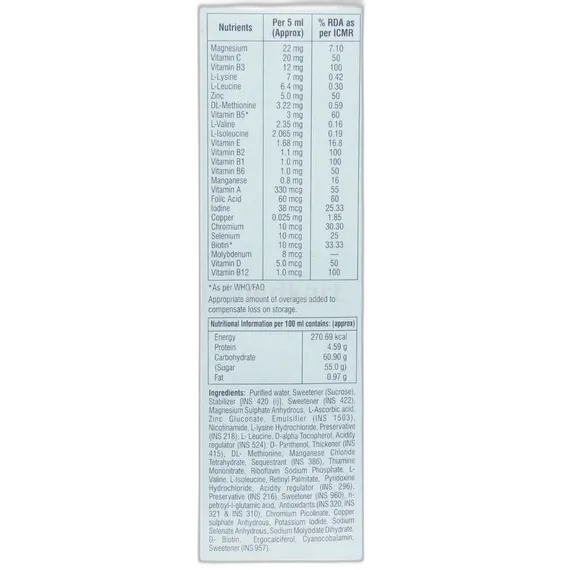 Nutrients Per 5 ml (Approx) % RDA as per ICMR
Magnesium 22 mg 7.10
Vitamin C 20 mg 50
Vitamin B3 12 mg 100
L-Lysine 7 mg 0.42
L-Leucine 6.4 mg 0.30
Zinc 5.0 mg 50
DL-Methionine 3.22 mg 0.59
Vitamin B5* 3 mg 60
L-Valine 2.35 mg 0.16
L-Isoleucine 2.065 mg 0.19
Vitamin E 1.68 mg 16.8
Vitamin B2 1.1 mg 100
Vitamin B1 1.0 mg 100
Vitamin B6 1.0 mg 50
Manganese 0.8 mg 16
Vitamin A 330 mcg 55
Folic Acid 60 mcg 60
Iodine 38 mcg 25.33
Copper 0.025 mg 1.85
Chromium 10 mcg 30.30
Selenium 10 mcg 25
Biotin* 10 mcg 33.33
Molybdenum 8 mcg —
Vitamin D 5.0 mcg 50
Vitamin B12 1.0 mcg 100
*As per WHO/FAO
Appropriate amount of overages added to
compensate loss on storage.
Nutritional Information per 100 ml contains: (approx)
Energy 270.69 kcal
Protein 4.59 g
Carbohydrate 60.90 g
(Sugar 55.0 g)
Fat 0.97 g
Ingredients: Purified water, Sweetener (Sucrose),
Stabilizer [INS 420 (i)], Sweetener (INS 422),
Magnesium Sulphate Anhydrous, L-Ascorbic acid,
Zinc Gluconate, Emulsifier (INS 1503),
Nicotinamide, L-lysine Hydrochloride, Preservative
(INS 218), L- Leucine, D-alpha Tocopherol, Acidity
regulator (INS 524), D- Panthenol, Thickener (INS
415), DL- Methionine, Manganese Chloride
Tetrahydrate, Sequestrant (INS 386), Thiamine
Mononitrate, Riboflavin Sodium Phosphate, L-
Valine, L-Isoleucine, Retinyl Palmitate, Pyridoxine
Hydrochloride, Acidity regulator (INS 296),
Preservative (INS 216), Sweetener (INS 960), n-
petroyl-l-glutamic acid, Antioxidants (INS 320, INS
321 & INS 310), Chromium Picolinate, Copper
sulphate Anhydrous, Potassium Iodate, Sodium
Selenate Anhydrous, Sodium Molybdate Dihydrate,
D- Biotin, Ergocalciferol, Cyanocobalamin,
Sweetener (INS 957).